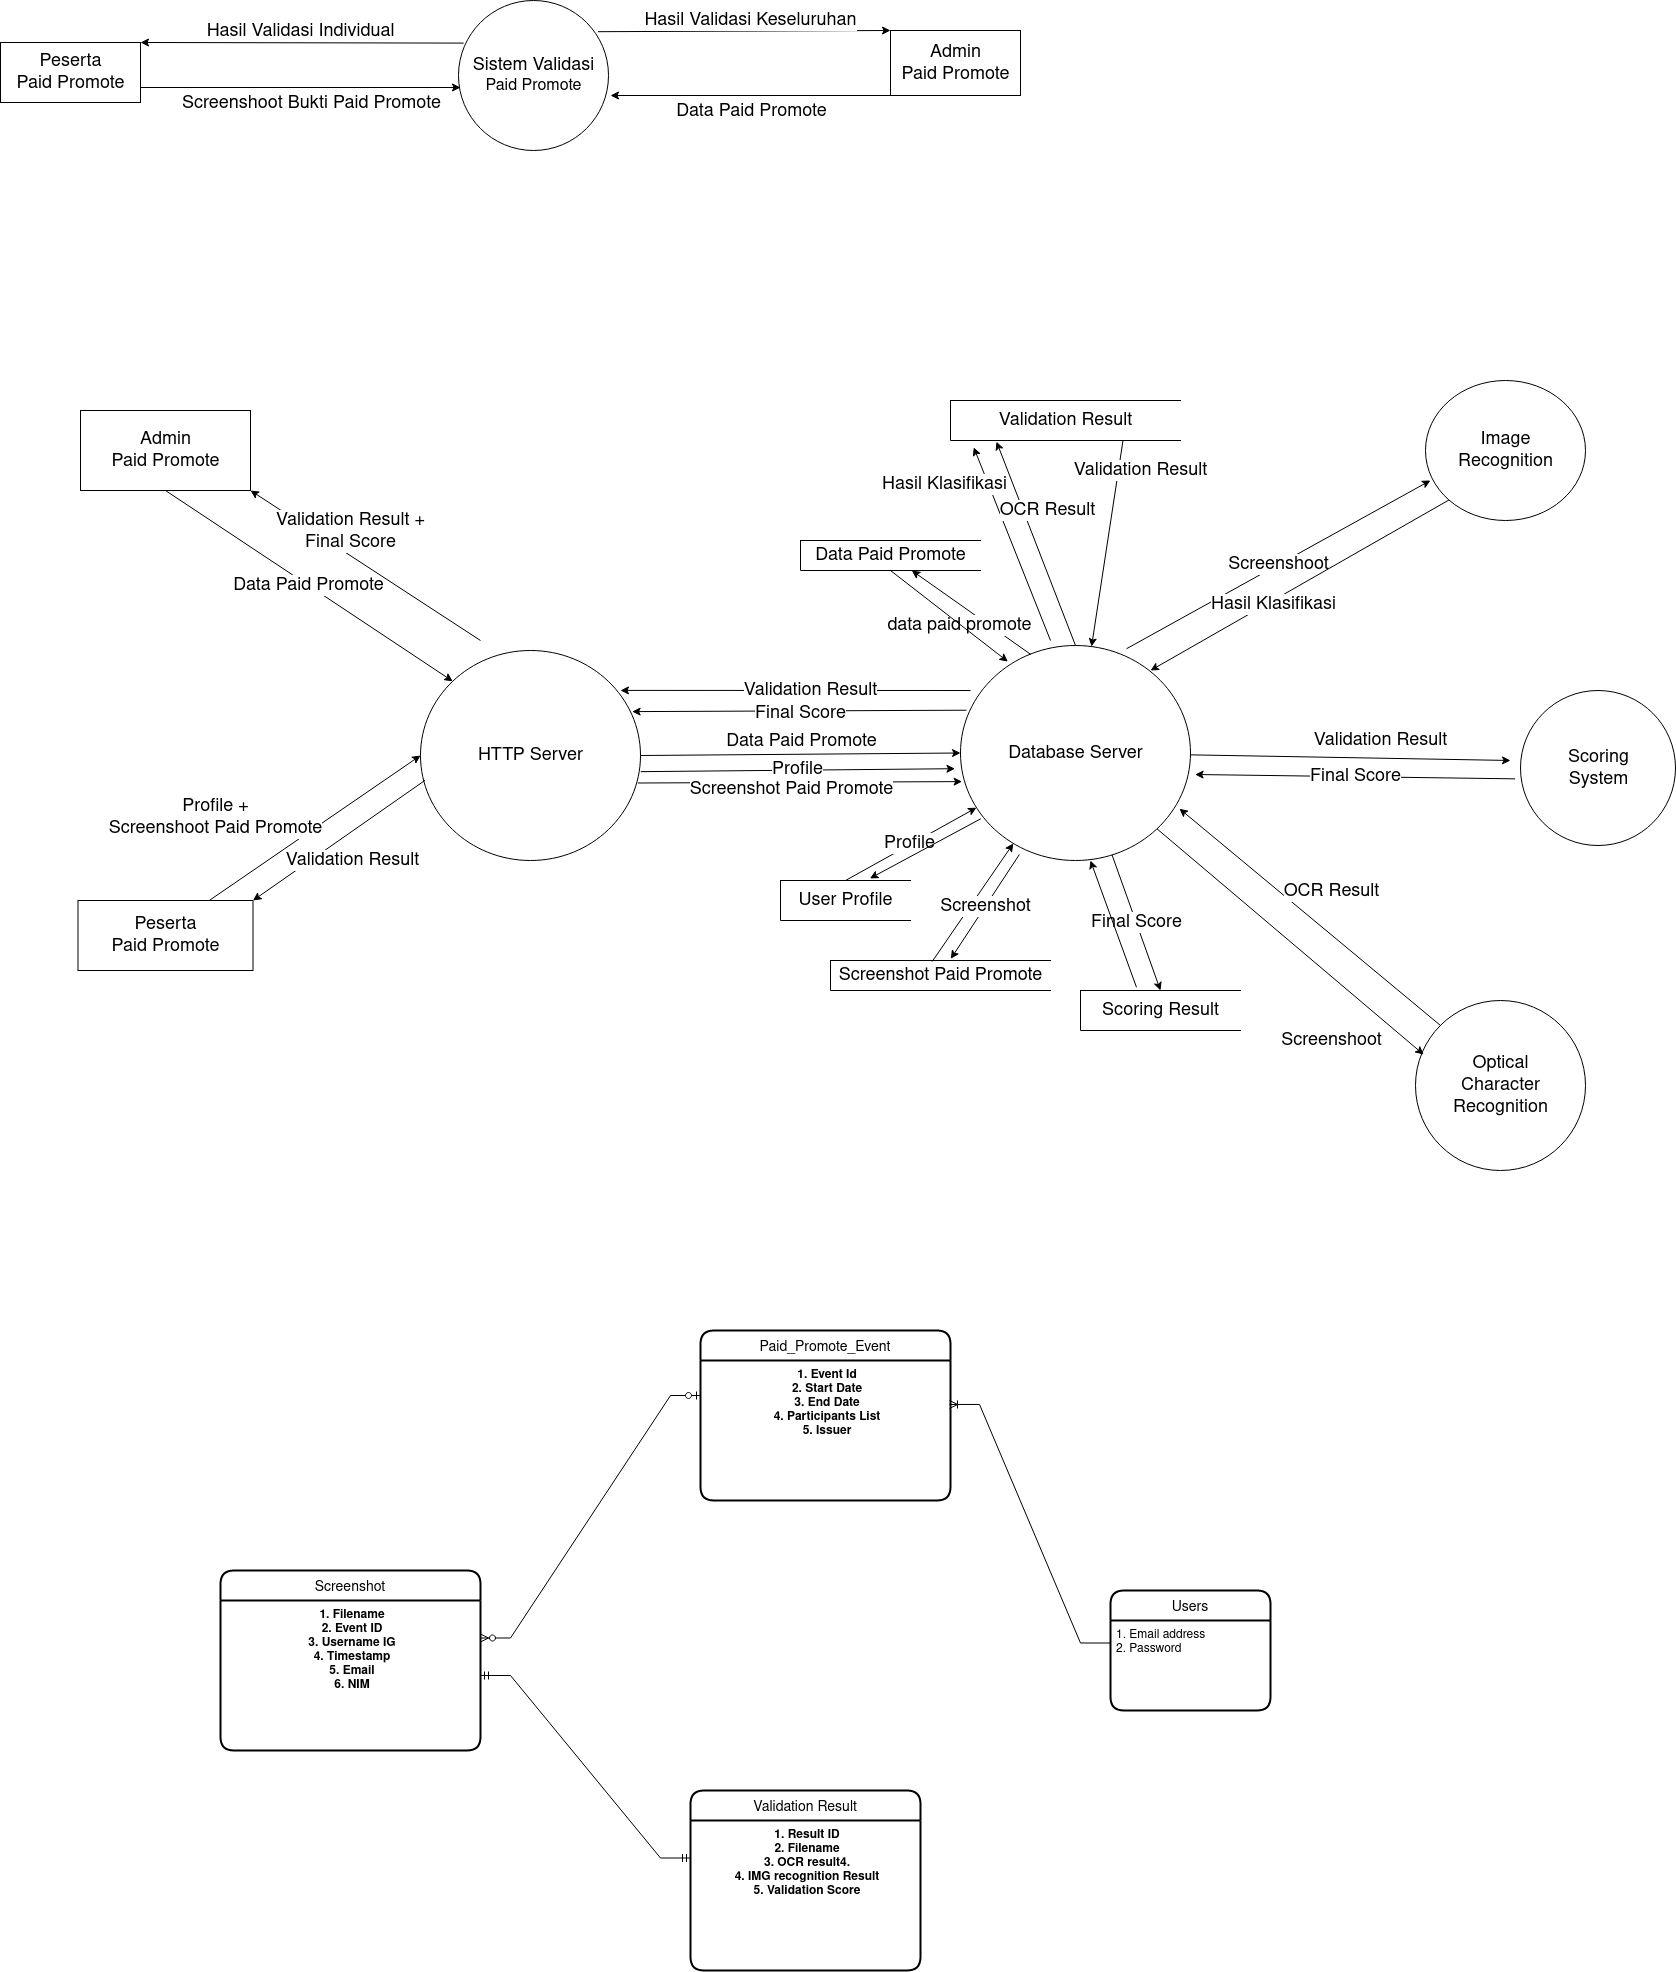 Hasil Validasi Individual
Hasil Validasi Keseluruhan
Peserta
Paid Promote
Sistem Validasi
Paid Promote
Admin
Paid Promote
Screenshoot Bukti Paid Promote
Data Paid Promote
Admin
Paid Promote
Validation Result +
Final Score
Data Paid Promote
Validation Result
Hasil Klasifikasi
OCR Result
Validation Result
Data Paid Promote
data paid promote
Image
Recognition
Screenshoot
Hasil Klasifikasi
HTTP Server
Validation Result
Final Score
Data Paid Promote
Profile
Screenshot Paid Promote
Database Server
Validation Result
Final Score
Scoring
System
Profile +
Screenshoot Paid Promote
Validation Result
Peserta
Paid Promote
Profile
User Profile
Screenshot
Screenshot Paid Promote
Final Score
Scoring Result
OCR Result
Screenshoot
Optical
Character
Recognition
Paid_Promote_Event
1. Event Id
2. Start Date
3. End Date
4. Participants List
5. Issuer
Screenshot
1. Filename
2. Event ID
3. Username IG
4. Timestamp
5. Email
6. NIM
Users
1. Email address
2. Password
Validation Result
1. Result ID
2. Filename
3. OCR result4.
4. IMG recognition Result
5. Validation Score